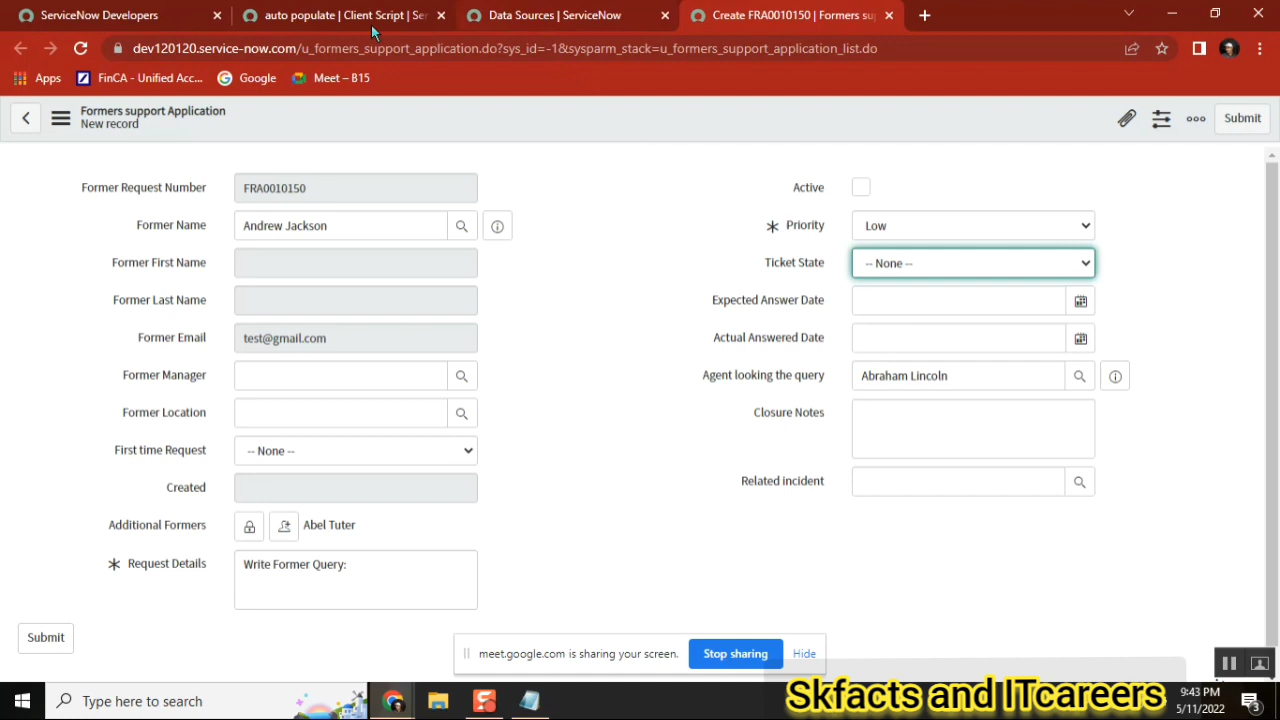 ServiceNow Developers
auto populate | Client Script | Ser
Data Sources | ServiceNow
Create FRA0010150 | Formers sup
dev120120.service-now.com/u_formers_support_application.do?sys_id=-1&sysparm_stack=u_formers_support_application_list.do
Apps
FinCA - Unified Acc...
Google
Meet – B15
Formers support Application
New record
Submit
Former Request Number
FRA0010150
Former Name
Andrew Jackson
Former First Name
Former Last Name
Former Email
test@gmail.com
Former Manager
Former Location
First time Request
-- None --
Created
Additional Formers
Abel Tuter
Request Details
Write Former Query:
Active
Priority
Low
Ticket State
-- None --
Expected Answer Date
Actual Answered Date
Agent looking the query
Abraham Lincoln
Closure Notes
Related incident
Submit
meet.google.com is sharing your screen.
Stop sharing
Hide
Skfacts and ITcareers
Type here to search
9:43 PM
5/11/2022
3